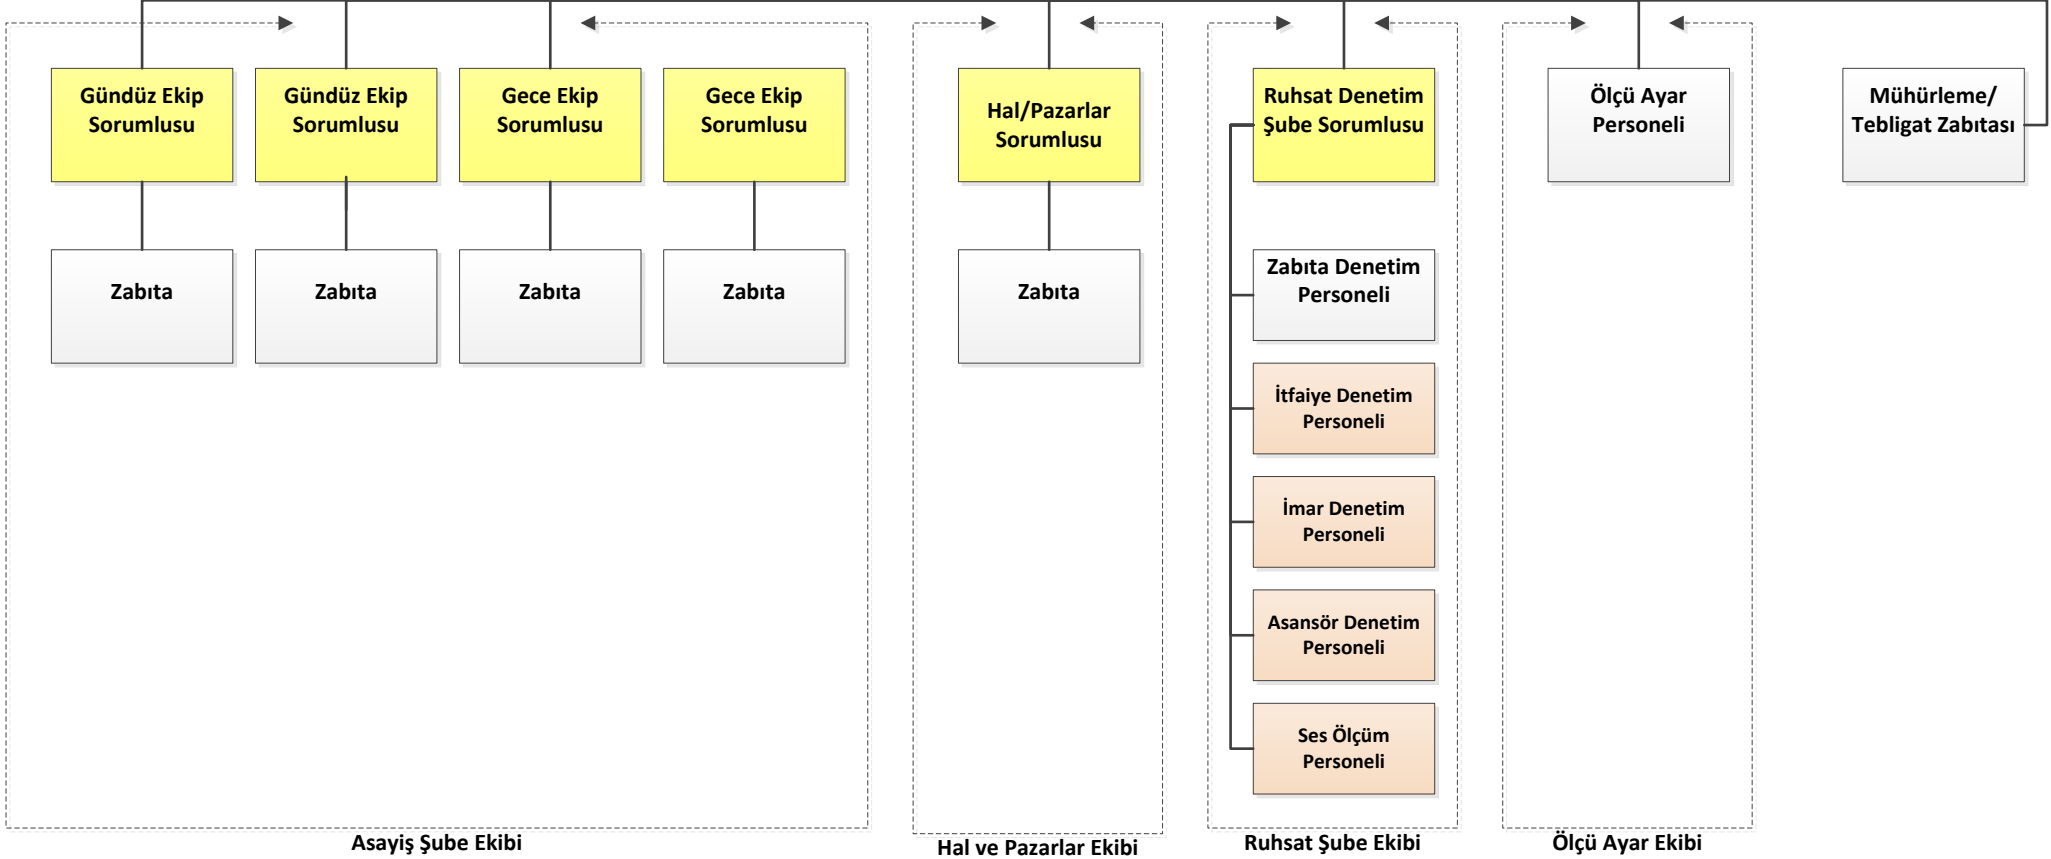 Gündüz Ekip
Sorumlusu
Gündüz Ekip
Sorumlusu
Gece Ekip
Sorumlusu
Gece Ekip
Sorumlusu
Hal/Pazarlar
Sorumlusu
Ruhsat Denetim
Şube Sorumlusu
Ölçü Ayar
Personeli
Mühürleme/
Tebligat Zabıtası
Zabıta
Zabıta
Zabıta
Zabıta
Zabıta
Zabıta Denetim
Personeli
İtfaiye Denetim
Personeli
İmar Denetim
Personeli
Asansör Denetim
Personeli
Ses Ölçüm
Personeli
Asayiş Şube Ekibi
Hal ve Pazarlar Ekibi
Ruhsat Şube Ekibi
Ölçü Ayar Ekibi